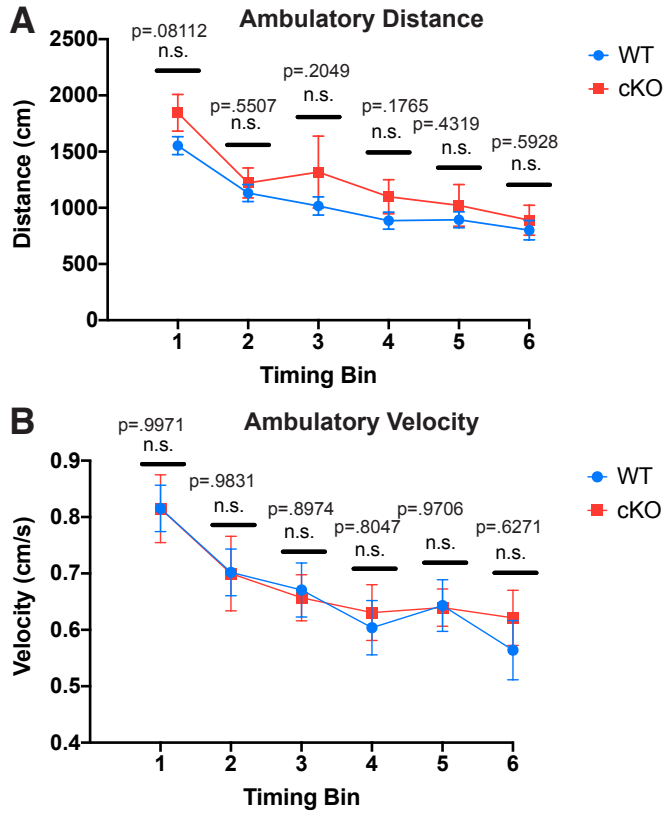 A
Ambulatory Distance
p=.08112
n.s.
p=.5507
n.s.
p=.2049
n.s.
p=.1765
n.s.
p=.4319
n.s.
p=.5928
n.s.
WT
cKO
2500
2000
1500
1000
500
0
Distance (cm)
1 2 3 4 5 6
Timing Bin
B
Ambulatory Velocity
p=.9971
n.s.
p=.9831
n.s.
p=.8974
n.s.
p=.8047
n.s.
p=.9706
n.s.
p=.6271
n.s.
WT
cKO
0.9
0.8
0.7
0.6
0.5
0.4
Velocity (cm/s)
1 2 3 4 5 6
Timing Bin